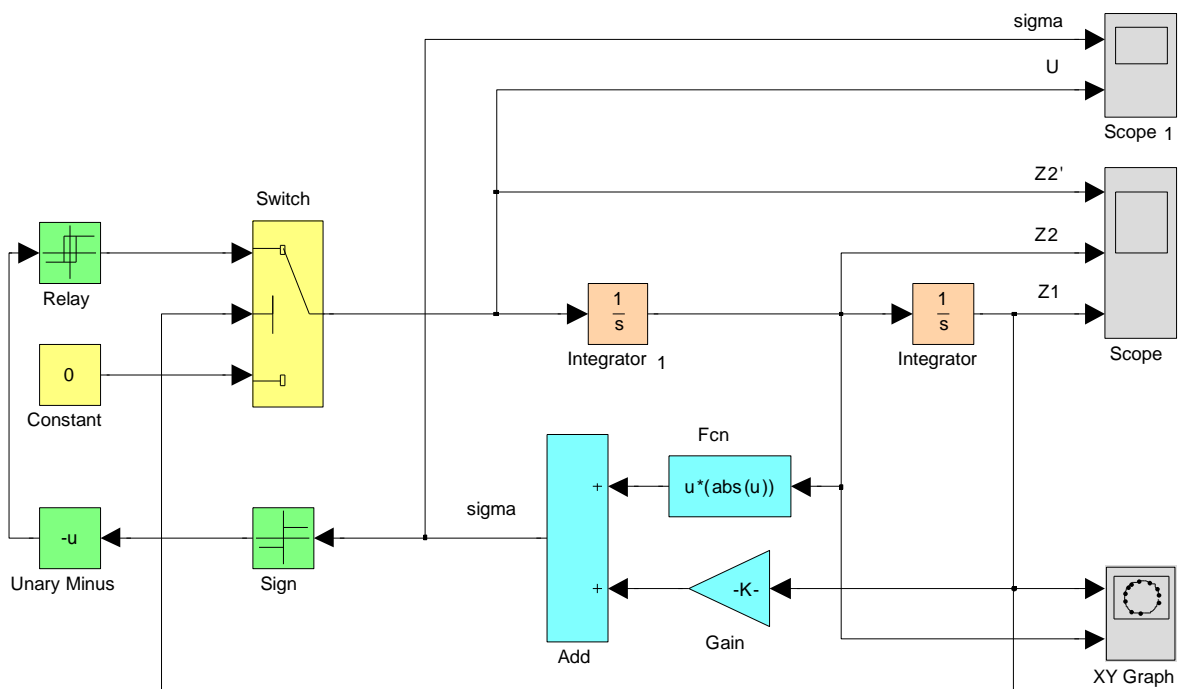 sigma
U
Scope 1
Z2'
Z2
Z1
Scope
Switch
Relay
0
Constant
1
s
Integrator 1
1
s
Integrator
Fcn
u*(abs(u))
+
sigma
-u
Unary Minus
Sign
+
-K-
Gain
Add
XY Graph